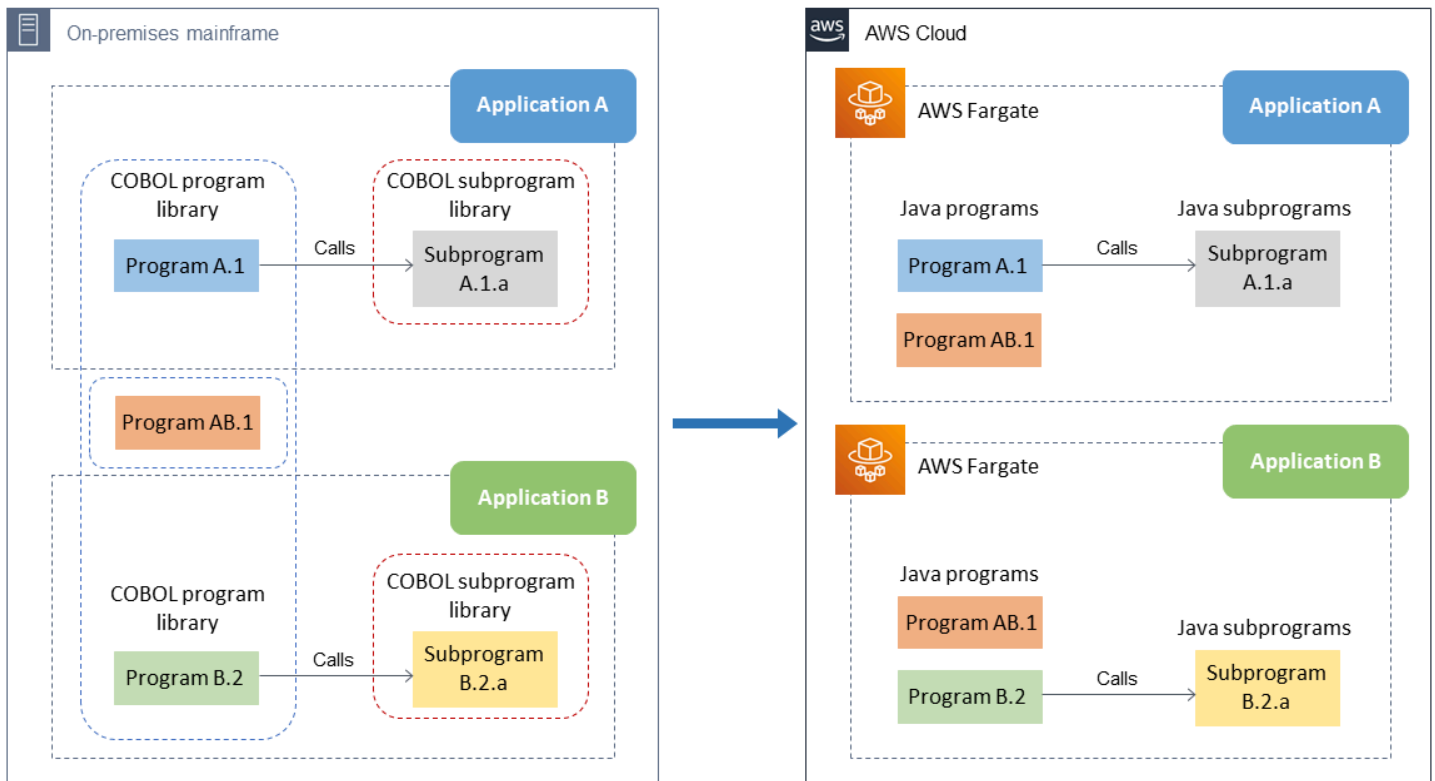 On-premises mainframe
Application A
COBOL program
library
COBOL subprogram
library
Program A.1
Calls
Subprogram
A.1.a
Program AB.1
Application B
COBOL program
library
COBOL subprogram
library
Program B.2
Calls
Subprogram
B.2.a
aws
AWS Cloud
AWS Fargate
Application A
Java programs
Java subprograms
Program A.1
Calls
Subprogram
A.1.a
Program AB.1
AWS Fargate
Application B
Java programs
Program AB.1
Java subprograms
Program B.2
Calls
Subprogram
B.2.a